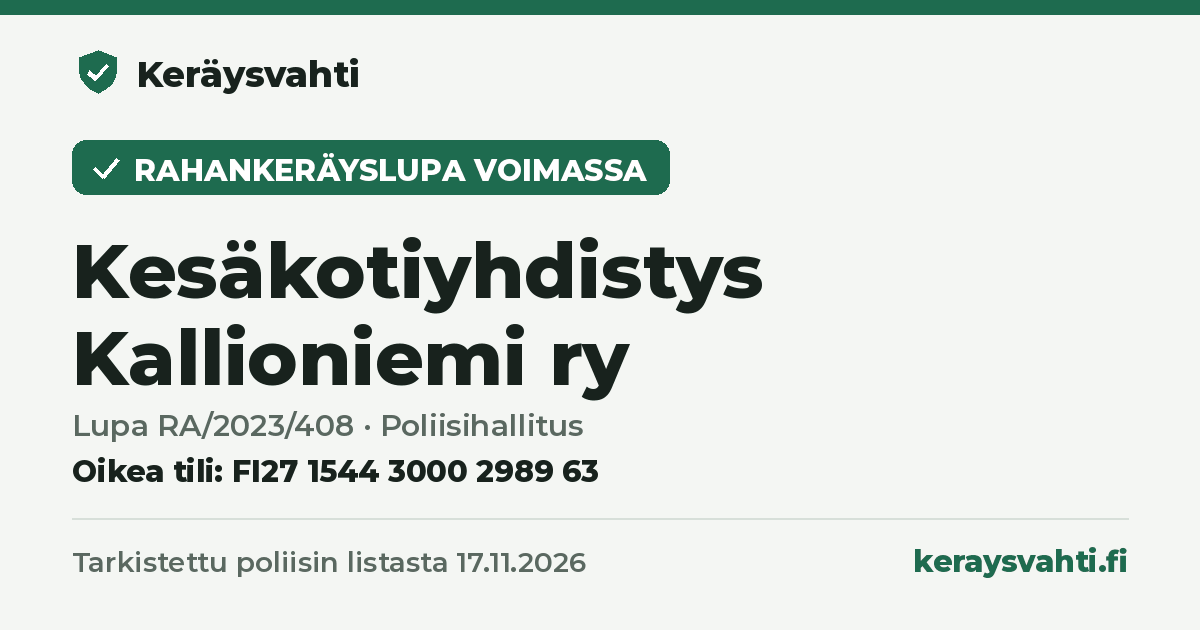 Keräysvahti
RAHANKERÄYSLUPA VOIMASSA
Kesäkotiyhdistys
Kallioniemi ry
Lupa RA/2023/408 · Poliisihallitus
Oikea tili: FI27 1544 3000 2989 63
Tarkistettu poliisin listasta 17.11.2026
keraysvahti.fi